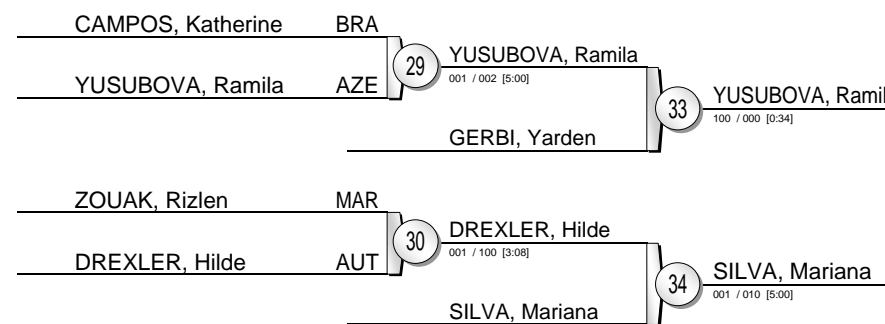 CAMPOS, Katherine BRA
29
YUSUBOVA, Ramila
001 / 002 [5:00]
YUSUBOVA, Ramila AZE
33
YUSUBOVA, Ramil
100 / 000 [0:34]
GERBI, Yarden
ZOUAK, Rizlen MAR
30
DREXLER, Hilde
001 / 100 [3:08]
DREXLER, Hilde AUT
34
SILVA, Mariana
001 / 010 [5:00]
SILVA, Mariana